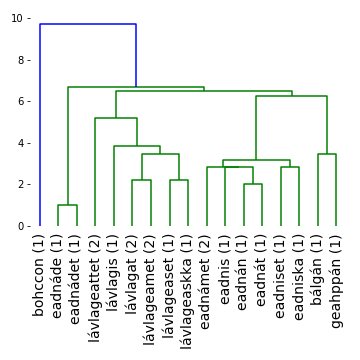 10
8
6
4
2
0
bohccon (1)
eadnáde (1)
eadnádet (1)
lávlageattet (2)
lávlagis (1)
lávlagat (2)
lávlageamet (2)
lávlageaset (1)
lávlageaskka (1)
eadnámet (2)
eadnis (1)
eadnán (1)
eadnát (1)
eadniset (1)
eadniska (1)
bálgán (1)
geahppán (1)